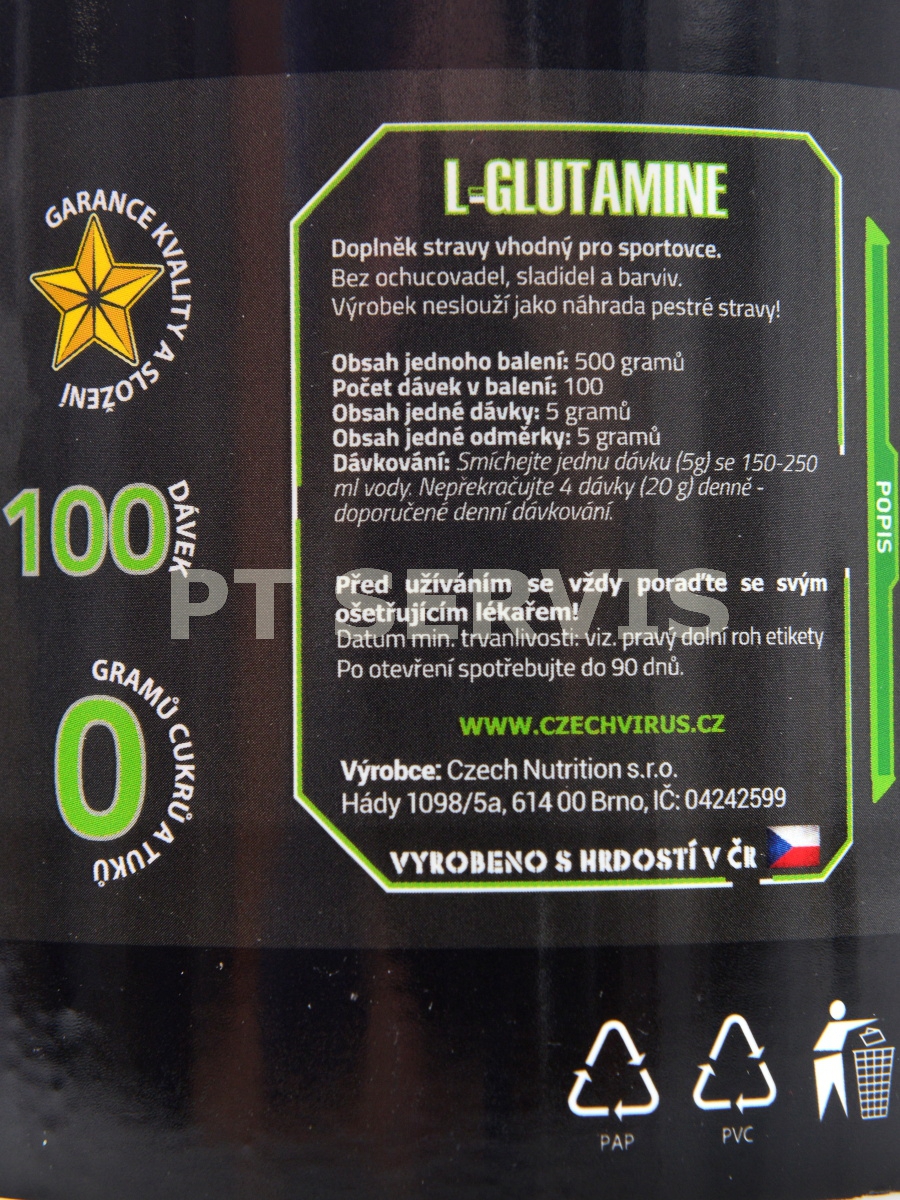 GARANCE KVALITY A SLOŽENÍ
100 DÁVEK
0 GRAMŮ CUKRŮ A TUKŮ
L-GLUTAMINE
Doplněk stravy vhodný pro sportovce.
Bez ochucovadel, sladidel a barviv.
Výrobek neslouží jako náhrada pestré stravy!
Obsah jednoho balení: 500 gramů
Počet dávek v balení: 100
Obsah jedné dávky: 5 gramů
Obsah jedné odměrky: 5 gramů
Dávkování: Smíchejte jednu dávku (5g) se 150-250
ml vody. Nepřekračujte 4 dávky (20 g) denně -
doporučené denní dávkování.
Před užíváním se vždy poraďte se svým
ošetřujícím lékařem!
Datum min. trvanlivosti: viz. pravý dolní roh etikety
Po otevření spotřebujte do 90 dnů.
WWW.CZECHVIRUS.CZ
Výrobce: Czech Nutrition s.r.o.
Hády 1098/5a, 614 00 Brno, IČ: 04242599
VYROBENO S HRDOSTÍ V ČR
POPIS
PT SERVIS
PAP
PVC